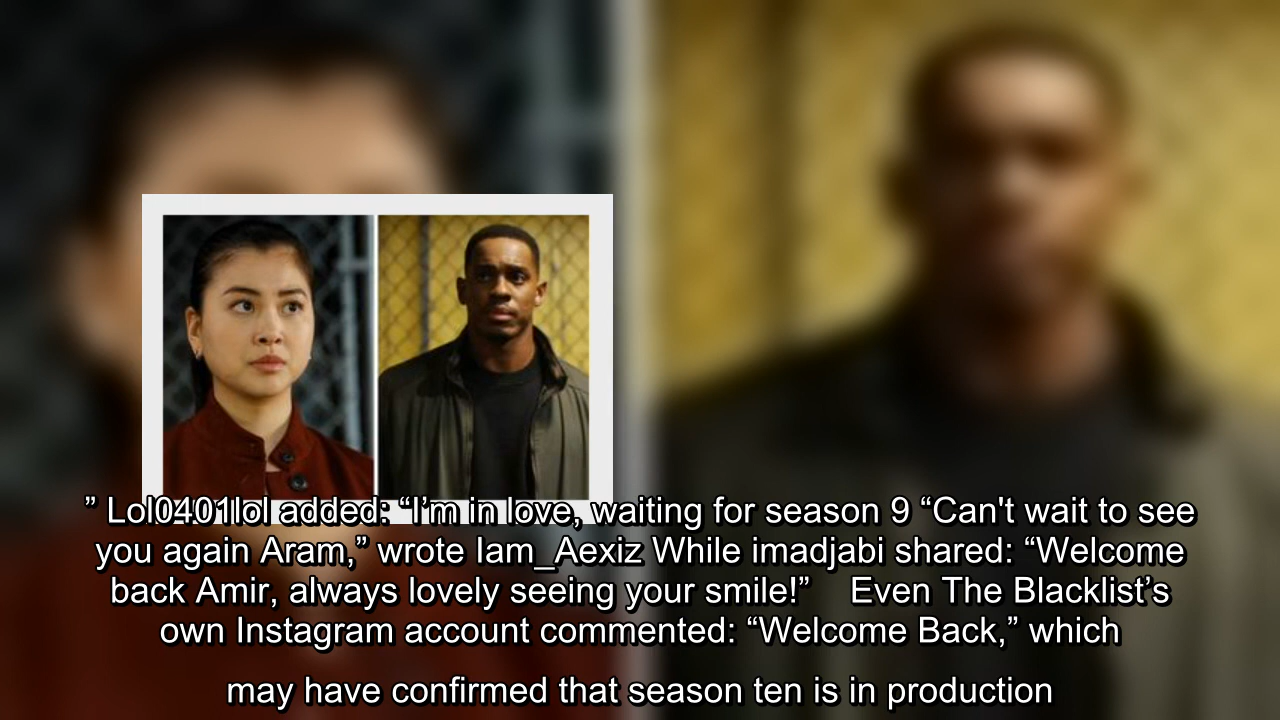 ” Lol0401lol added: “I’m in love, waiting for season 9 “Can't wait to see
you again Aram,” wrote Iam_Aexiz While imadjabi shared: “Welcome
back Amir, always lovely seeing your smile!”    Even The Blacklist’s
own Instagram account commented: “Welcome Back,” which
may have confirmed that season ten is in production